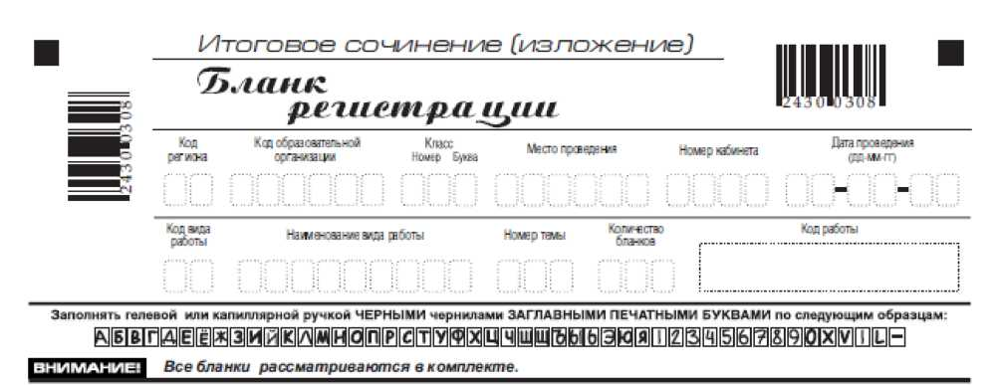 Итоговое сочинение (изложение)
Бланк
регистрации
2430 0308
2430 0308
Код региона
Код образовательной организации
Класс
Номер Буква
Место проведения
Номер кабинета
Дата проведения (ДД-ММ-ГГ)
Код вида работы
Наименование вида работы
Номер темы
Количество бланков
Код работы
Заполнять гелевой или капиллярной ручкой ЧЕРНЫМИ чернилами ЗАГЛАВНЫМИ ПЕЧАТНЫМИ БУКВАМИ по следующим образцам:
АБВГДЕЁЖЗИЙКЛМНОПРСТУФХЦЧШЩЪЫЬЭЮЯ1234567890XVIL-
ВНИМАНИЕ! Все бланки рассматриваются в комплекте.